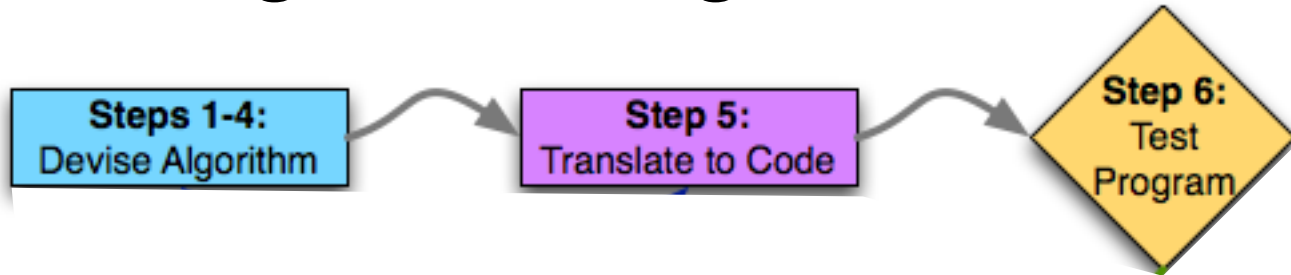 Steps 1-4:
Devise Algorithm
Step 5:
Translate to Code
Step 6:
Test
Program